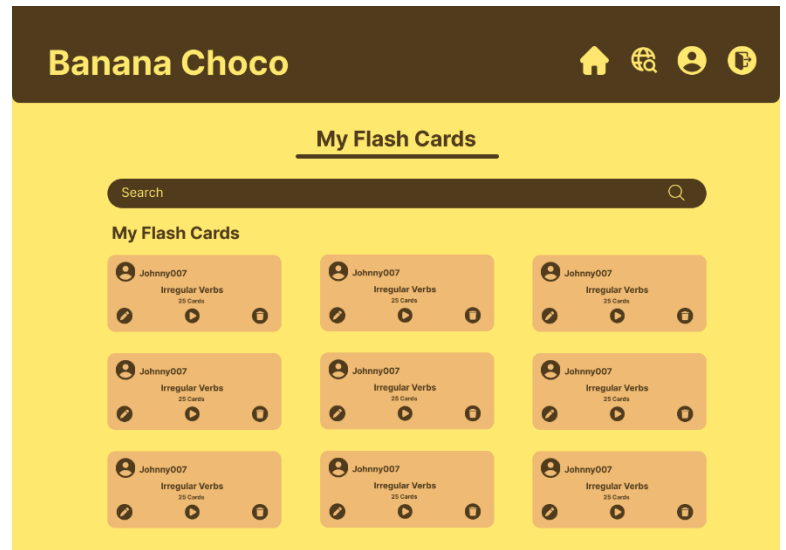 Banana Choco
My Flash Cards
Search
My Flash Cards
Johnny007
Irregular Verbs
25 Cards
Johnny007
Irregular Verbs
25 Cards
Johnny007
Irregular Verbs
25 Cards
Johnny007
Irregular Verbs
25 Cards
Johnny007
Irregular Verbs
25 Cards
Johnny007
Irregular Verbs
25 Cards
Johnny007
Irregular Verbs
25 Cards
Johnny007
Irregular Verbs
25 Cards
Johnny007
Irregular Verbs
25 Cards